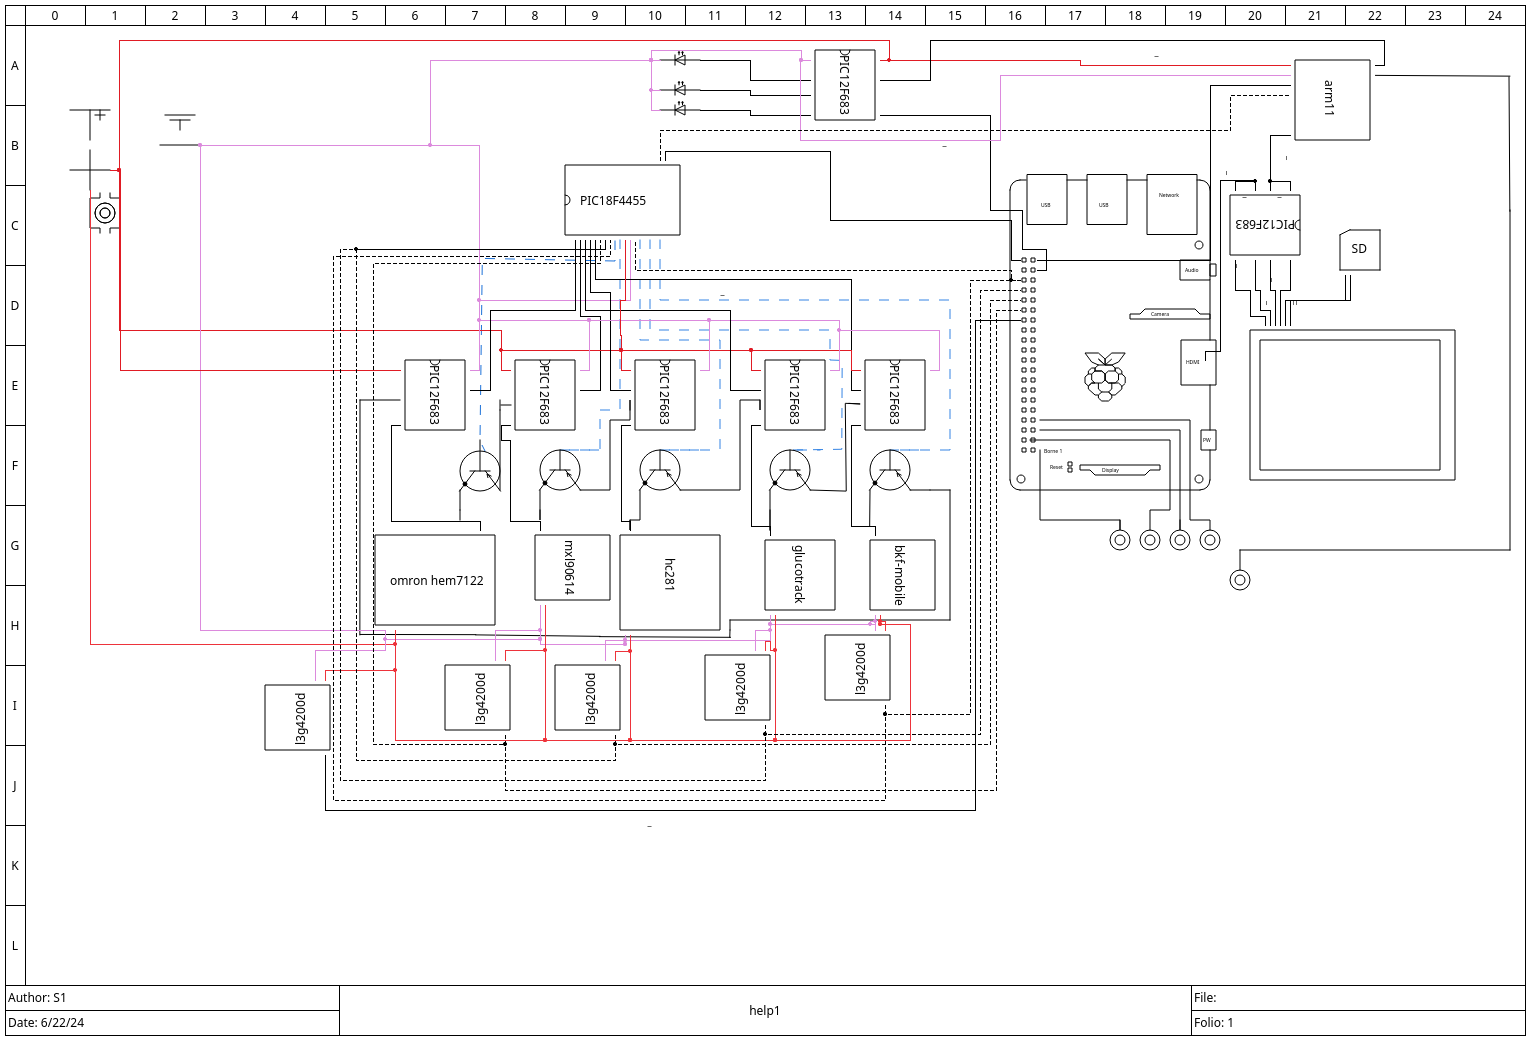 0 1 2 3 4 5 6 7 8 9 10 11 12 13 14 15 16 17 18 19 20 21 22 23 24
A
PIC12F683
arm11
B
PIC18F4455
USB
USB
Network
C
PIC12F683
SD
Audio
D
Camera
HDMI
E
PIC12F683
PIC12F683
PIC12F683
PIC12F683
PIC12F683
PW
F
Borne 1
Reset
Display
G
omron hem7122
mxl90614
hc281
glucotrack
bkf-mobile
H
l3g4200d
l3g4200d
l3g4200d
l3g4200d
l3g4200d
I
J
K
L
Author: S1
Date: 6/22/24
help1
File:
Folio: 1